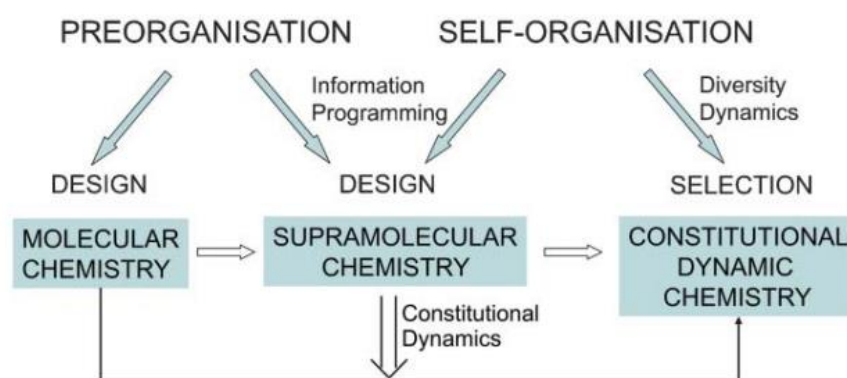 PREORGANISATION
SELF-ORGANISATION
Information
Programming
Diversity
Dynamics
DESIGN
DESIGN
SELECTION
MOLECULAR
CHEMISTRY
SUPRAMOLECULAR
CHEMISTRY
CONSTITUTIONAL
DYNAMIC
CHEMISTRY
Constitutional
Dynamics